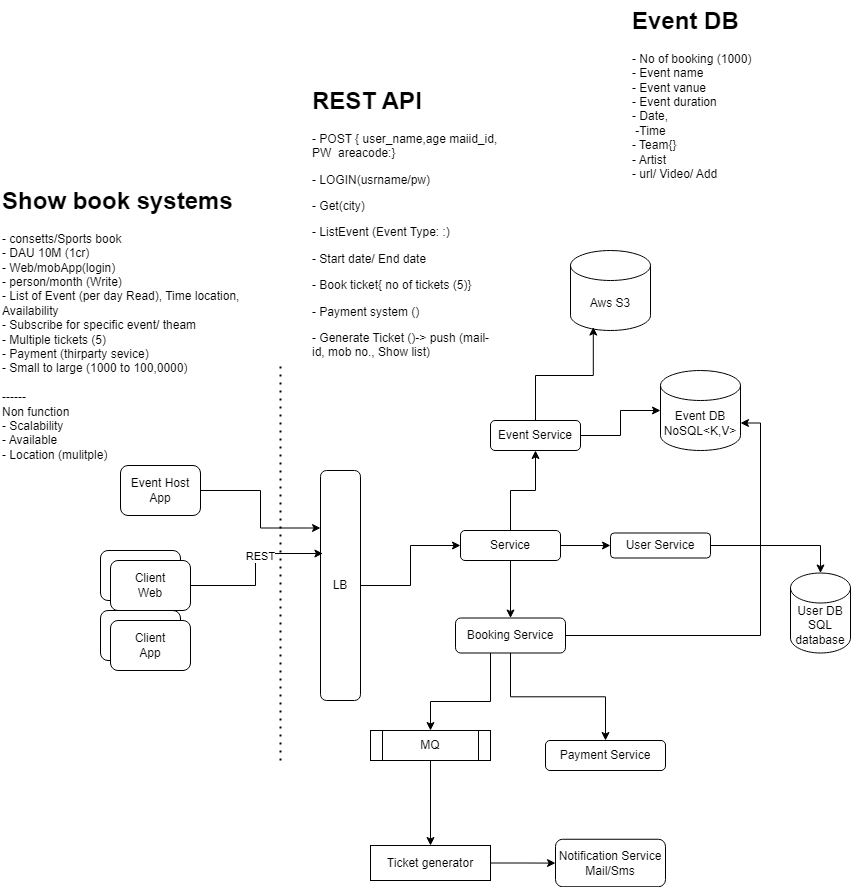 Event DB
- No of booking (1000)
- Event name
- Event vanue
- Event duration
- Date,
-Time
- Team{}
- Artist
- url/ Video/ Add
REST API
- POST { user_name,age maiid_id,
PW  areacode:}
- LOGIN(usrname/pw)
- Get(city)
- ListEvent (Event Type: :)
- Start date/ End date
- Book ticket{ no of tickets (5)}
- Payment system ()
- Generate Ticket ()-> push (mail-
id, mob no., Show list)
Show book systems
- consetts/Sports book
- DAU 10M (1cr)
- Web/mobApp(login)
- person/month (Write)
- List of Event (per day Read), Time location,
Availability
- Subscribe for specific event/ theam
- Multiple tickets (5)
- Payment (thirparty sevice)
- Small to large (1000 to 100,0000)
------
Non function
- Scalability
- Available
- Location (mulitple)
Aws S3
Event DB
NoSQL<K,V>
Event Service
Event Host
App
REST
Client
Web
Client
App
LB
Service
User Service
User DB
SQL
database
Booking Service
MQ
Payment Service
Ticket generator
Notification Service
Mail/Sms